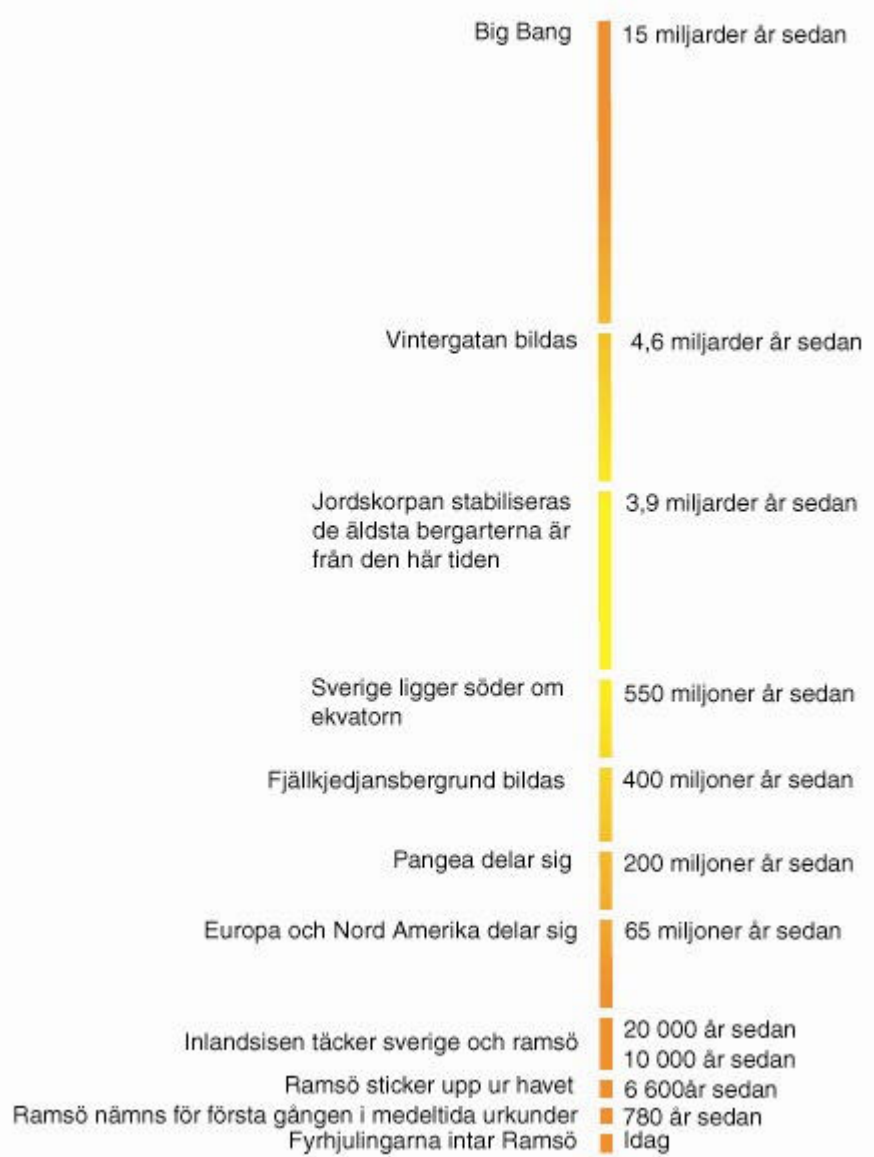 Big Bang 15 miljarder år sedan
Vintergatan bildas 4,6 miljarder år sedan
Jordskorpan stabiliseras 3,9 miljarder år sedan
de äldsta bergarterna är
från den här tiden
Sverige ligger söder om 550 miljoner år sedan
ekvatorn
Fjällkjedjansbergrund bildas 400 miljoner år sedan
Pangea delar sig 200 miljoner år sedan
Europa och Nord Amerika delar sig 65 miljoner år sedan
Inlandsisen täcker sverige och ramsö 20 000 år sedan
10 000 år sedan
Ramsö sticker upp ur havet 6 600år sedan
Ramsö nämns för första gången i medeltida urkunder 780 år sedan
Fyrhjulingarna intar Ramsö Idag